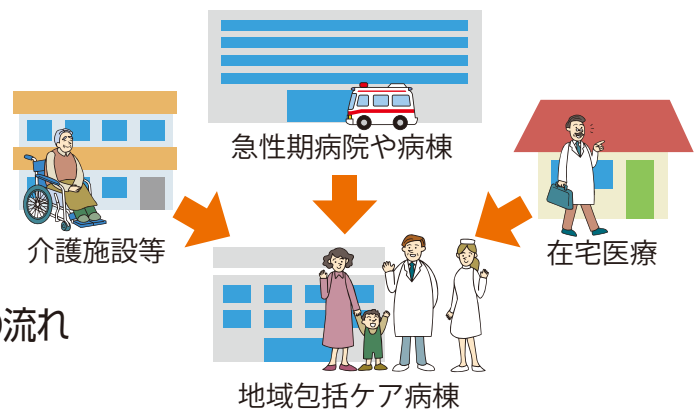 急性期病院や病棟
介護施設等
在宅医療
流れ
地域包括ケア病棟